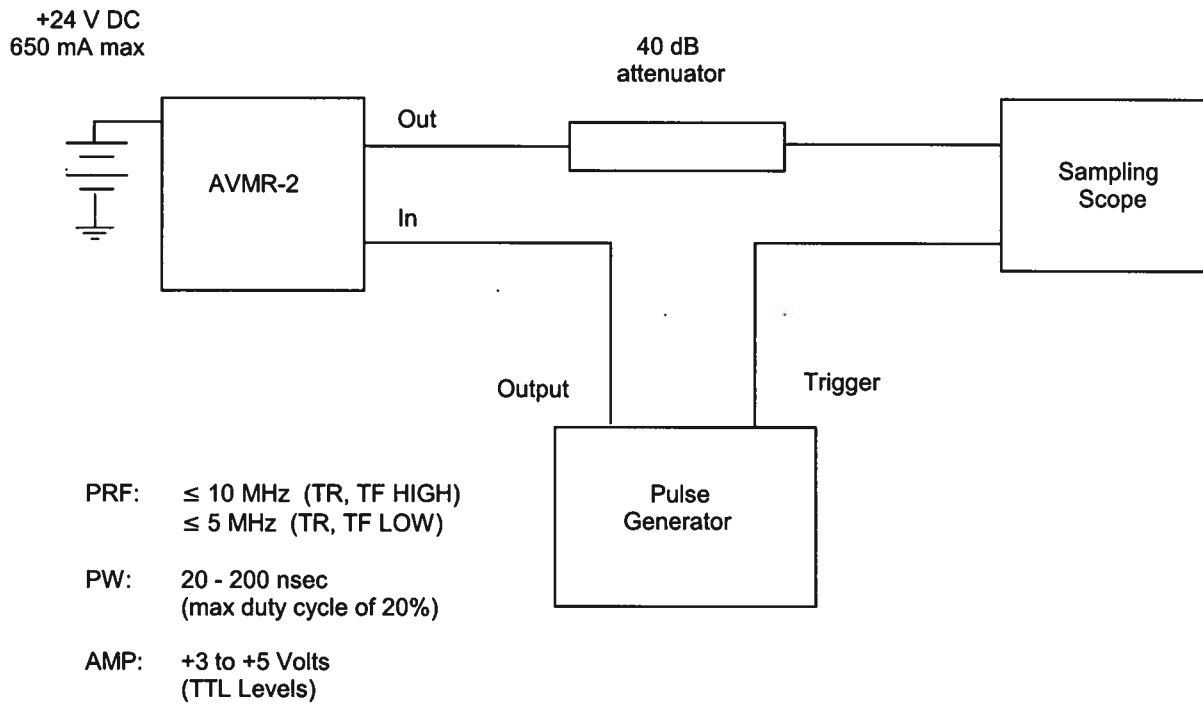 +24 V DC
650 mA max
40 dB
attenuator
Out
AVMR-2
In
Sampling
Scope
Output
Trigger
Pulse
Generator
PRF: ≤ 10 MHz (TR, TF HIGH)
≤ 5 MHz (TR, TF LOW)
PW: 20 - 200 nsec
(max duty cycle of 20%)
AMP: +3 to +5 Volts
(TTL Levels)